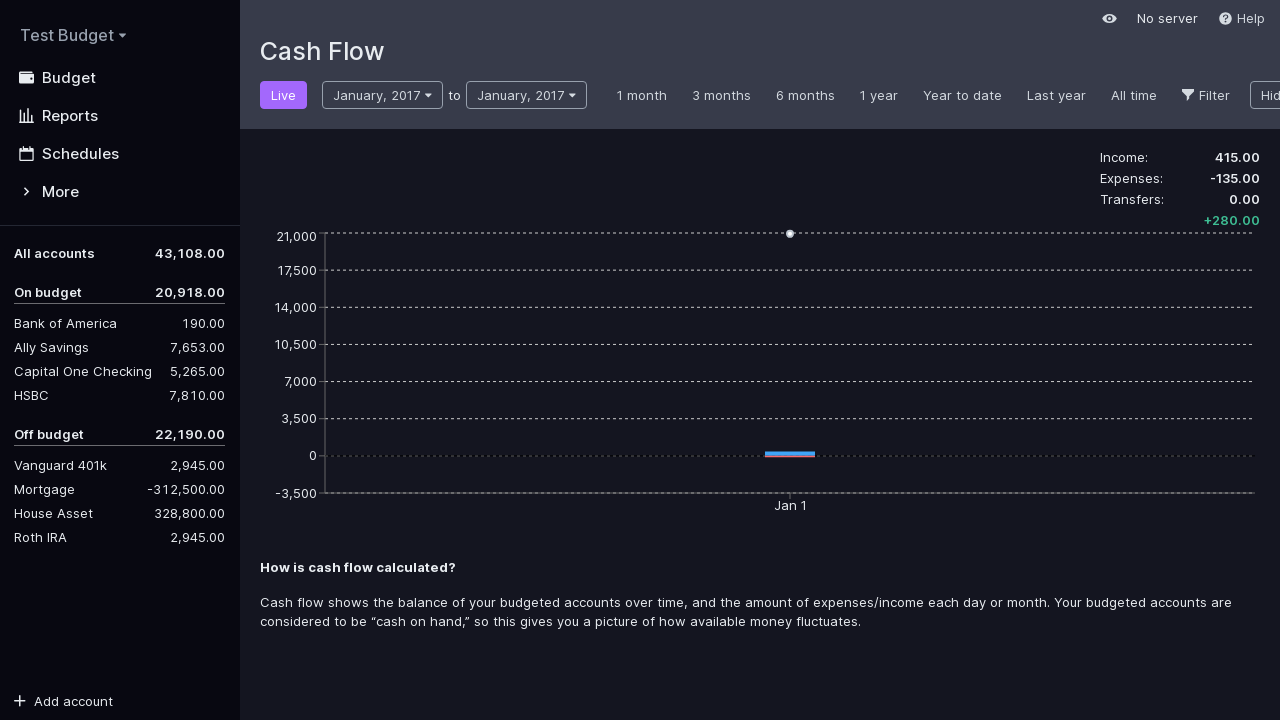 Test Budget
Budget
Reports
Schedules
More
All accounts 43,108.00
On budget 20,918.00
Bank of America 190.00
Ally Savings 7,653.00
Capital One Checking 5,265.00
HSBC 7,810.00
Off budget 22,190.00
Vanguard 401k 2,945.00
Mortgage -312,500.00
House Asset 328,800.00
Roth IRA 2,945.00
Add account
No server Help
Cash Flow
Live January, 2017 to January, 2017 1 month 3 months 6 months 1 year Year to date Last year All time Filter Hid
Income: 415.00
Expenses: -135.00
Transfers: 0.00
+280.00
21,000
17,500
14,000
10,500
7,000
3,500
0
-3,500
Jan 1
How is cash flow calculated?
Cash flow shows the balance of your budgeted accounts over time, and the amount of expenses/income each day or month. Your budgeted accounts are
considered to be “cash on hand,” so this gives you a picture of how available money fluctuates.